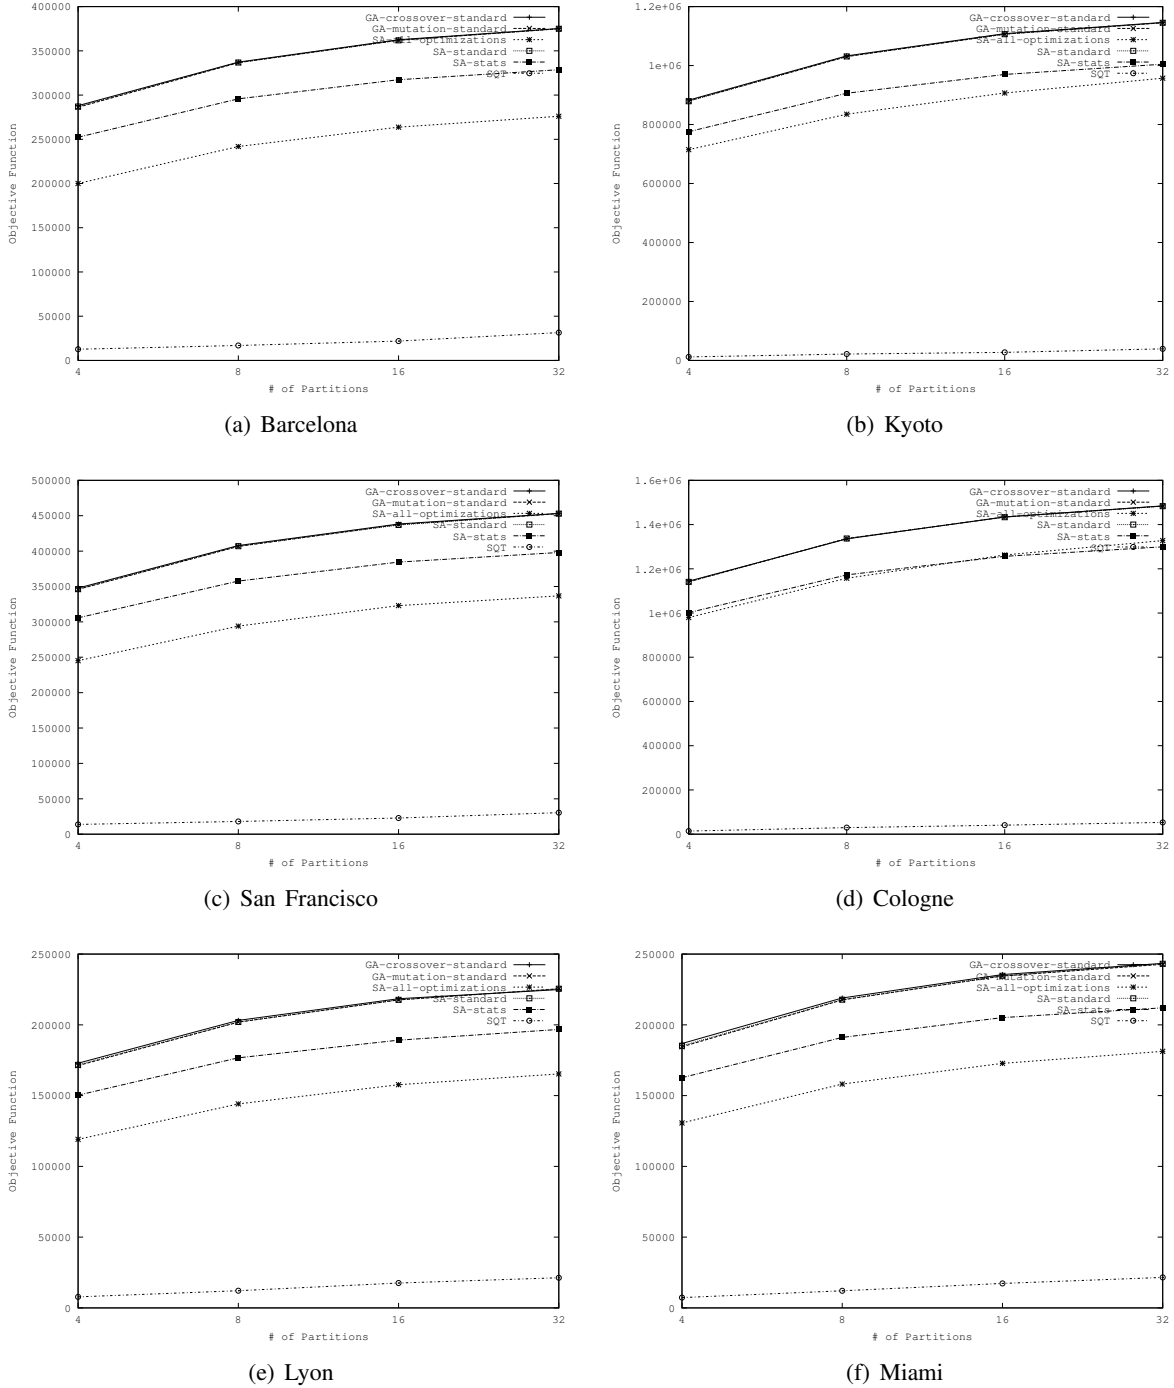 400000
350000
300000
250000
200000
150000
100000
50000
0
Objective Function
GA-crossover-standard
GA-mutation-standard
SA-all-optimizations
SA-standard
SA-stats
SQT
4 8 16 32
# of Partitions
(a) Barcelona
1.2e+06
1e+06
800000
600000
400000
200000
0
Objective Function
GA-crossover-standard
GA-mutation-standard
SA-all-optimizations
SA-standard
SA-stats
SQT
4 8 16 32
# of Partitions
(b) Kyoto
500000
450000
400000
350000
300000
250000
200000
150000
100000
50000
0
Objective Function
GA-crossover-standard
GA-mutation-standard
SA-all-optimizations
SA-standard
SA-stats
SQT
4 8 16 32
# of Partitions
(c) San Francisco
1.6e+06
1.4e+06
1.2e+06
1e+06
800000
600000
400000
200000
0
Objective Function
GA-crossover-standard
GA-mutation-standard
SA-all-optimizations
SA-standard
SA-stats
SQT
4 8 16 32
# of Partitions
(d) Cologne
250000
200000
150000
100000
50000
0
Objective Function
GA-crossover-standard
GA-mutation-standard
SA-all-optimizations
SA-standard
SA-stats
SQT
4 8 16 32
# of Partitions
(e) Lyon
250000
200000
150000
100000
50000
0
Objective Function
GA-crossover-standard
GA-mutation-standard
SA-all-optimizations
SA-standard
SA-stats
SQT
4 8 16 32
# of Partitions
(f) Miami